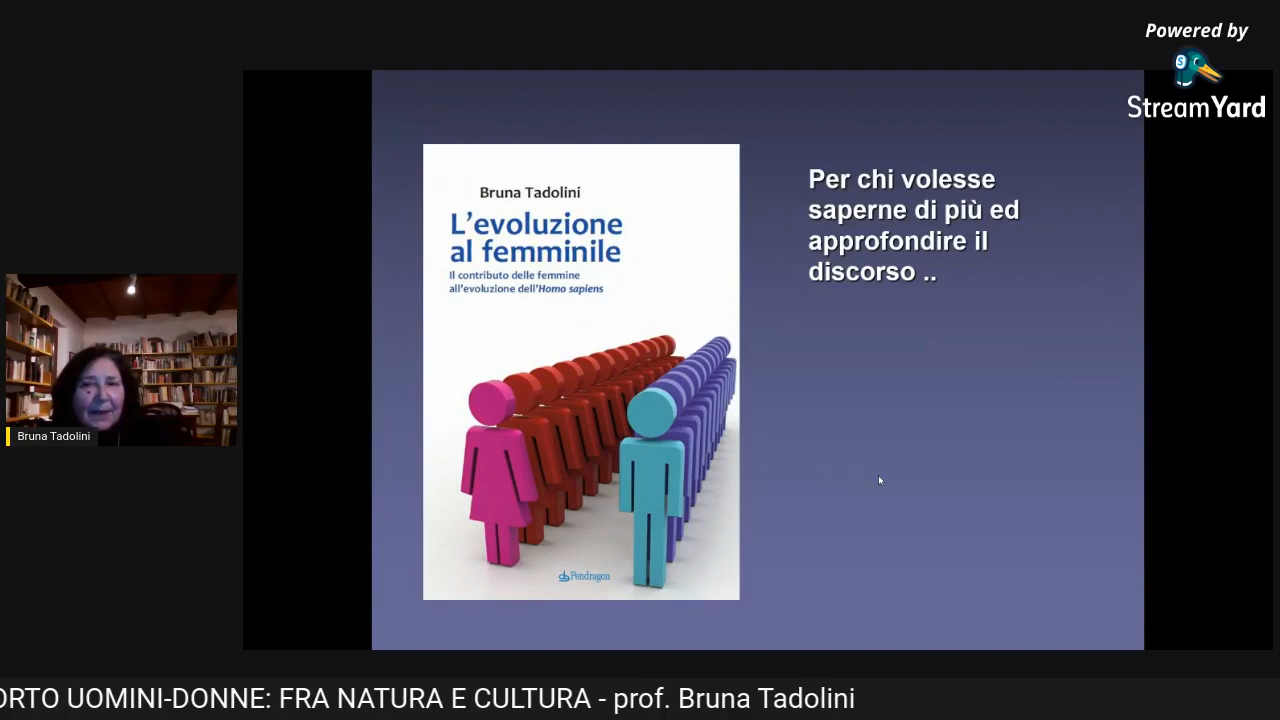 Powered by
StreamYard
Bruna Tadolini
L'evoluzione
al femminile
Il contributo delle femmine
all'evoluzione dell'Homo sapiens
Pendragon
Per chi volesse
saperne di più ed
approfondire il
discorso ..
Bruna Tadolini
ORTO UOMINI-DONNE: FRA NATURA E CULTURA - prof. Bruna Tadolini